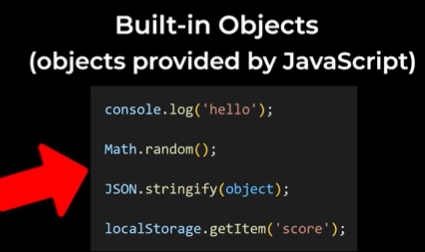 Built-in Objects
(objects provided by JavaScript)
console.log('hello');
Math.random();
JSON.stringify(object);
localStorage.getItem('score');